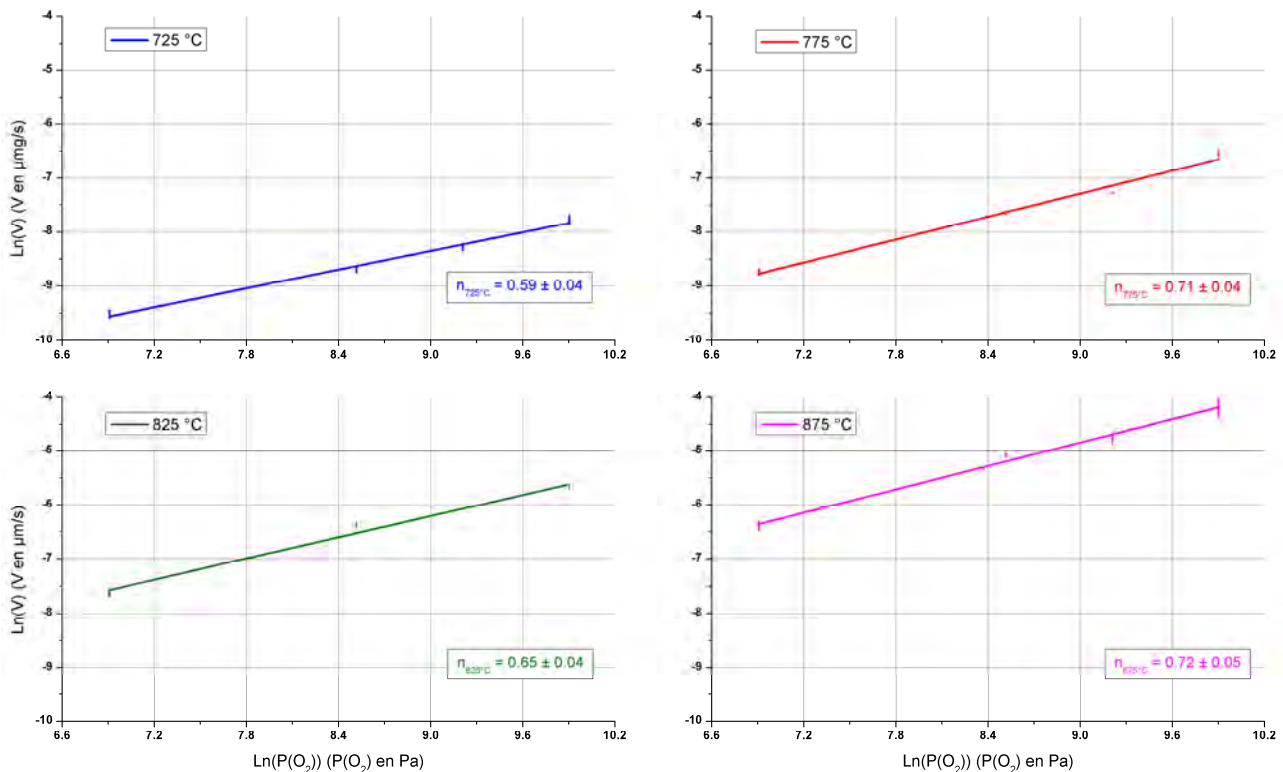 725 °C
775 °C
-4
-5
-6
-7
-8
-9
-10
Ln(V) (V en µmg/s)
n725°C = 0.59 ± 0.04
6.6 7.2 7.8 8.4 9.0 9.6 10.2
-4
-5
-6
-7
-8
-9
-10
n775°C = 0.71 ± 0.04
6.6 7.2 7.8 8.4 9.0 9.6 10.2
825 °C
875 °C
-4
-5
-6
-7
-8
-9
-10
Ln(V) (V en µm/s)
n825°C = 0.65 ± 0.04
6.6 7.2 7.8 8.4 9.0 9.6 10.2
Ln(P(O2)) (P(O2) en Pa)
-4
-5
-6
-7
-8
-9
-10
n875°C = 0.72 ± 0.05
6.6 7.2 7.8 8.4 9.0 9.6 10.2
Ln(P(O2)) (P(O2) en Pa)